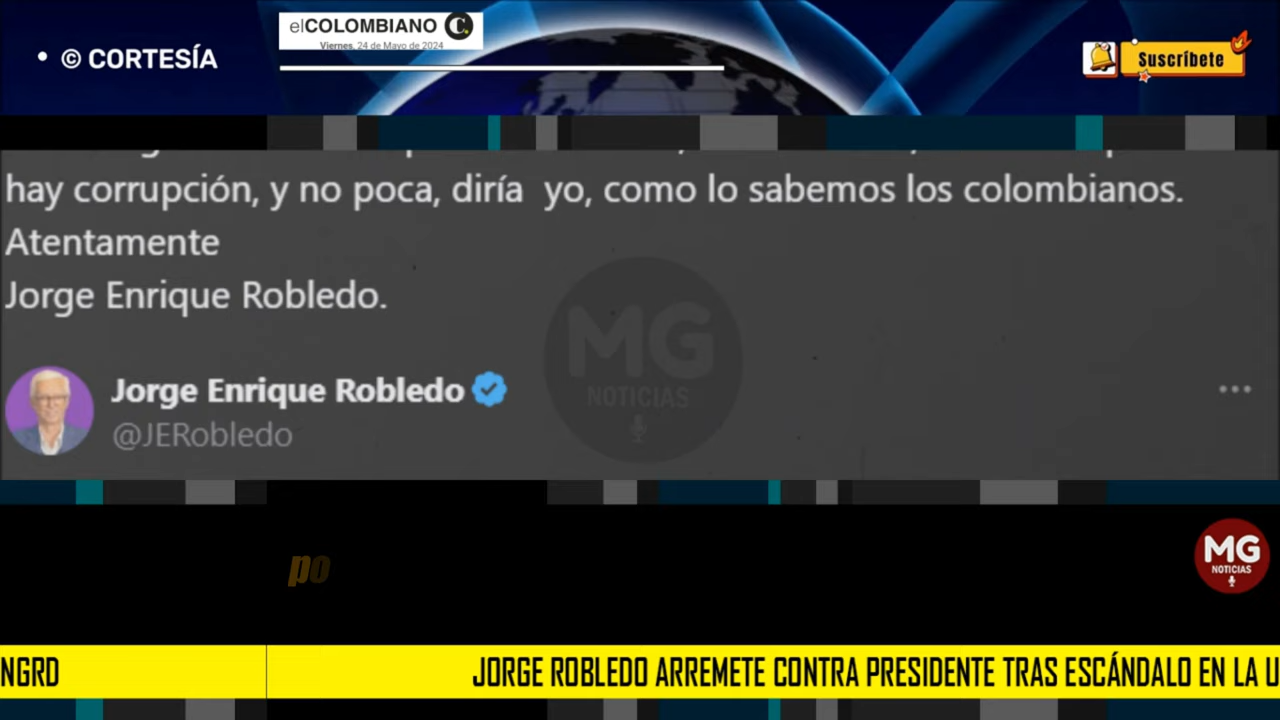 elCOLOMBIANO C.
Viernes, 24 de Mayo de 2024
• © CORTESÍA
Suscríbete
hay corrupción, y no poca, diría yo, como lo sabemos los colombianos.
Atentamente
Jorge Enrique Robledo.
MG
NOTICIAS
Jorge Enrique Robledo
@JERobledo
po
MG
NOTICIAS
NGRD
JORGE ROBLEDO ARREMETE CONTRA PRESIDENTE TRAS ESCÁNDALO EN LA U